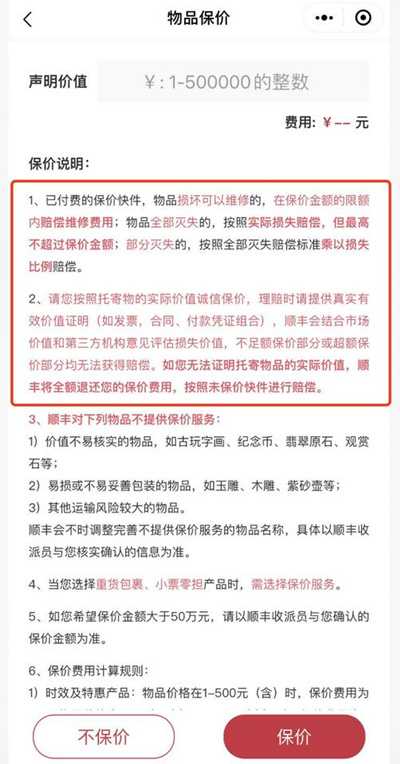 物品保价
声明价值
￥: 1-500000的整数
费用: ￥-- 元
保价说明：
1、已付费的保价快件，物品损坏可以维修的，在保价金额的限额
内赔偿维修费用；物品全部灭失的，按照实际损失赔偿，但最高
不超过保价金额；部分灭失的，按照全部灭失赔偿标准乘以损失
比例赔偿。
2、请您按照托寄物的实际价值诚信保价，理赔时请提供真实有
效价值证明（如发票，合同、付款凭证组合），顺丰会结合市场
价值和第三方机构意见评估损失价值，不足额保价部分或超额保
价部分均无法获得赔偿。如您无法证明托寄物品的实际价值，顺
丰将全额退还您的保价费用，按照未保价快件进行赔偿。
3、顺丰对下列物品不提供保价服务：
1）价值不易核实的物品，如古玩字画、纪念币、翡翠原石、观赏
石等；
2）易损或不易妥善包装的物品，如玉雕、木雕、紫砂壶等；
3）其他运输风险较大的物品。
顺丰会不时调整完善不提供保价服务的物品名称，具体以顺丰收
派员与您核实确认的信息为准。
4、当您选择重货包裹、小票零担产品时，需选择保价服务。
5、如您希望保价金额大于50万元，请以顺丰收派员与您确认的
保价金额为准。
6、保价费用计算规则：
1）时效及特惠产品：物品价格在1-500元（含）时，保价费用为
不保价
保价